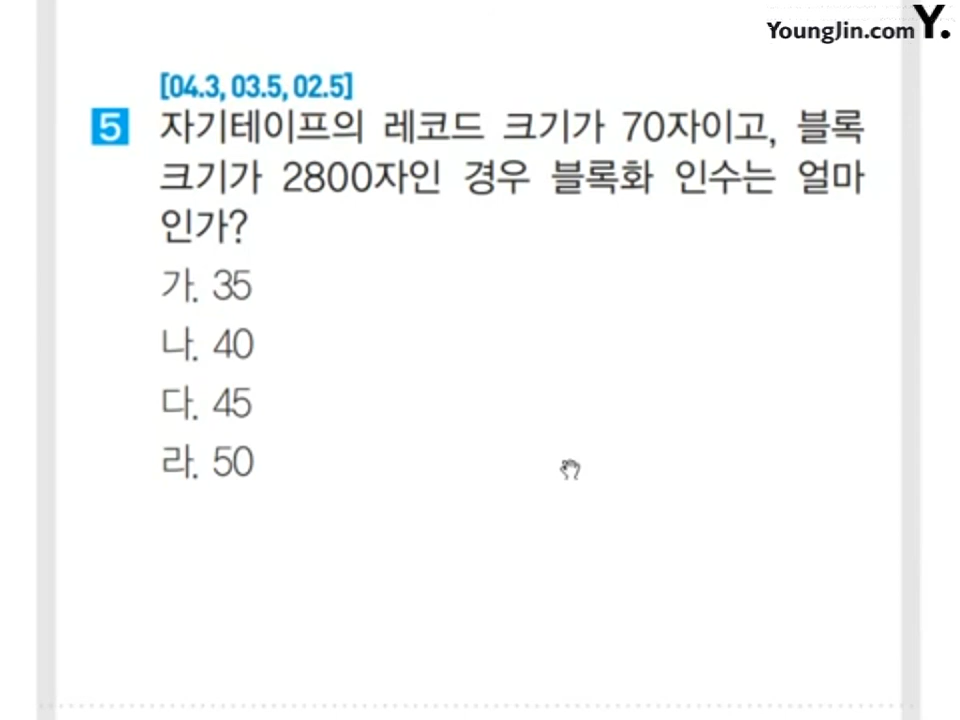 YoungJin.com Y.
[04.3, 03.5, 02.5]
5 자기테이프의 레코드 크기가 70자이고, 블록
크기가 2800자인 경우 블록화 인수는 얼마
인가?
가. 35
나. 40
다. 45
라. 50